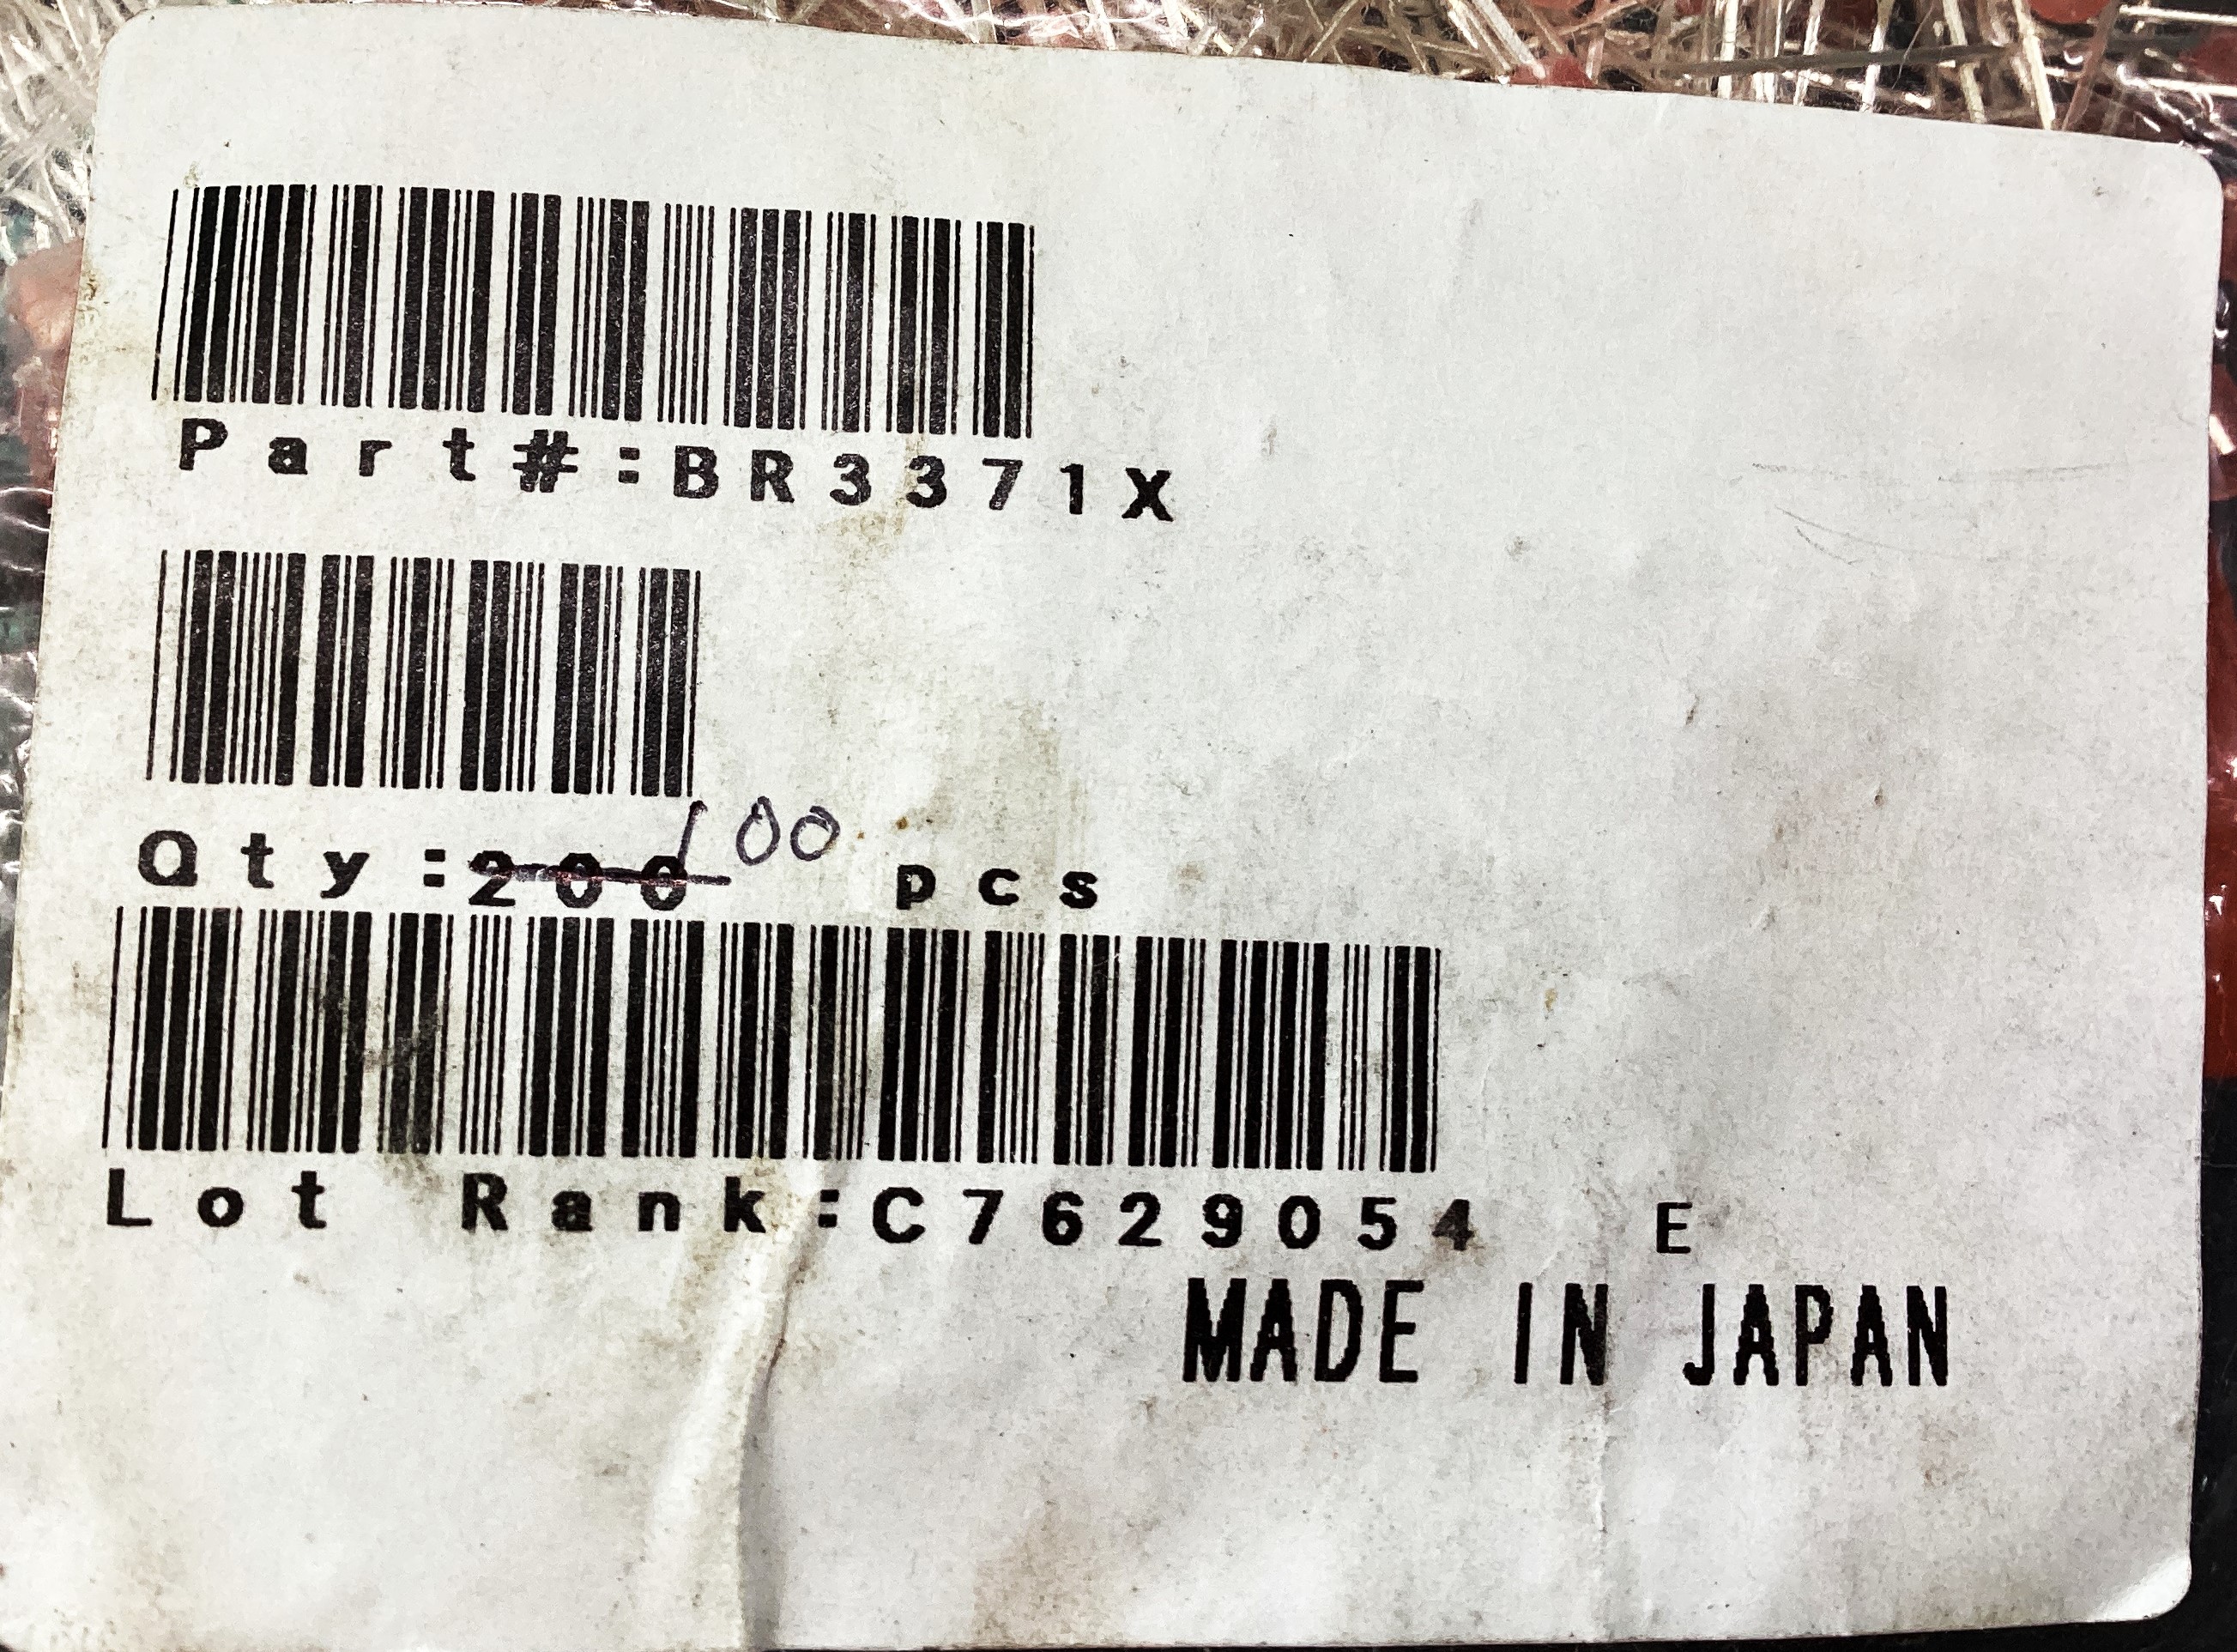 Part#:BR3371X
Qty:200 100 pcs
Lot Rank:C7629054 E
MADE IN JAPAN